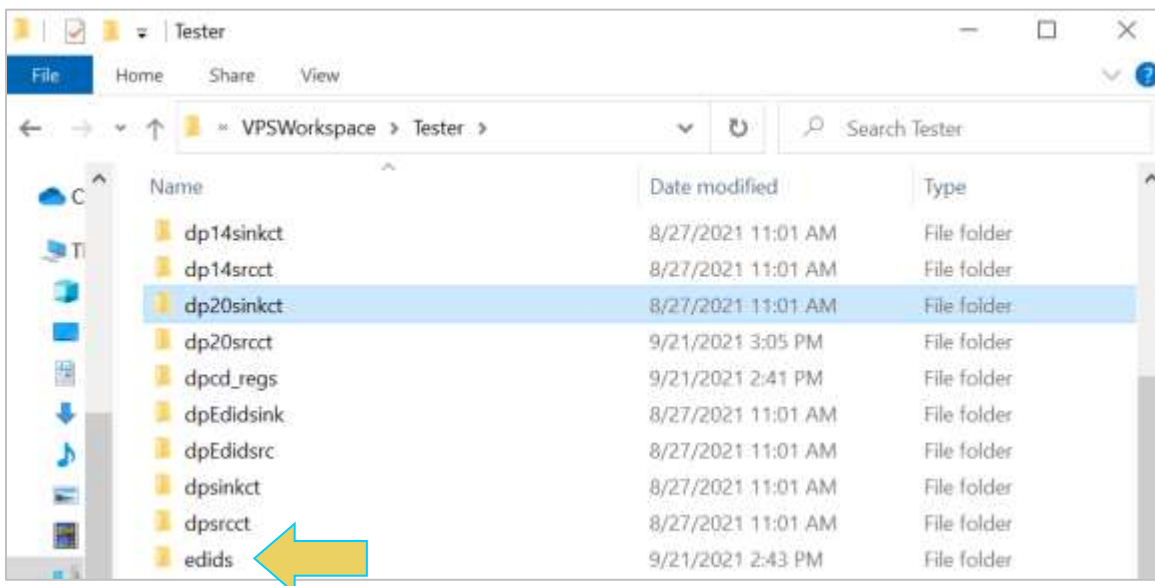 Tester
File Home Share View ?
« VPSWorkspace > Tester > Search Tester
Name Date modified Type
dp14sinkct 8/27/2021 11:01 AM File folder
dp14srcct 8/27/2021 11:01 AM File folder
dp20sinkct 8/27/2021 11:01 AM File folder
dp20srcct 9/21/2021 3:05 PM File folder
dpcd_regs 9/21/2021 2:41 PM File folder
dpEdidsink 8/27/2021 11:01 AM File folder
dpEdidsrc 8/27/2021 11:01 AM File folder
dpsinkct 8/27/2021 11:01 AM File folder
dpsrcct 8/27/2021 11:01 AM File folder
edids 9/21/2021 2:43 PM File folder